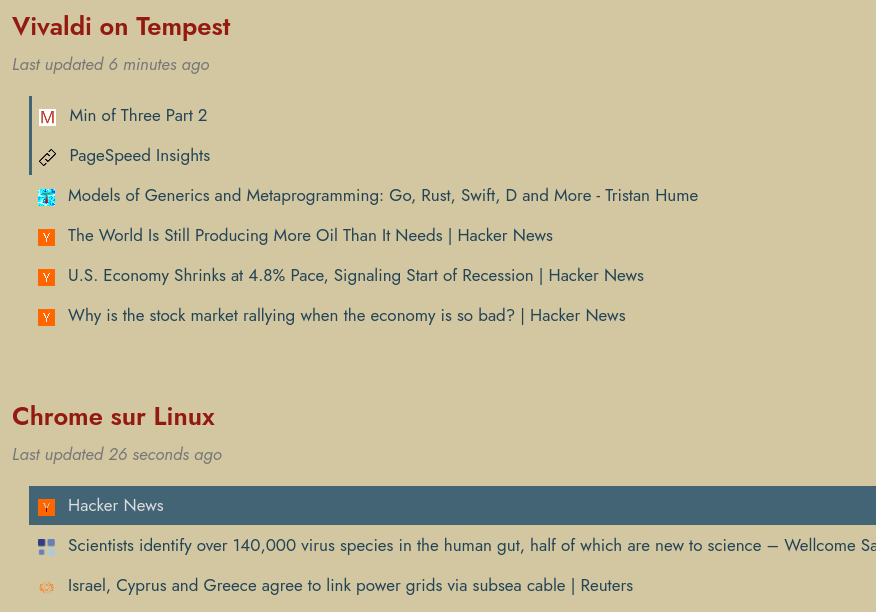 Vivaldi on Tempest
Last updated 6 minutes ago
M Min of Three Part 2
PageSpeed Insights
Models of Generics and Metaprogramming: Go, Rust, Swift, D and More - Tristan Hume
Y The World Is Still Producing More Oil Than It Needs | Hacker News
Y U.S. Economy Shrinks at 4.8% Pace, Signaling Start of Recession | Hacker News
Y Why is the stock market rallying when the economy is so bad? | Hacker News
Chrome sur Linux
Last updated 26 seconds ago
Y Hacker News
Scientists identify over 140,000 virus species in the human gut, half of which are new to science – Wellcome Sa
Israel, Cyprus and Greece agree to link power grids via subsea cable | Reuters